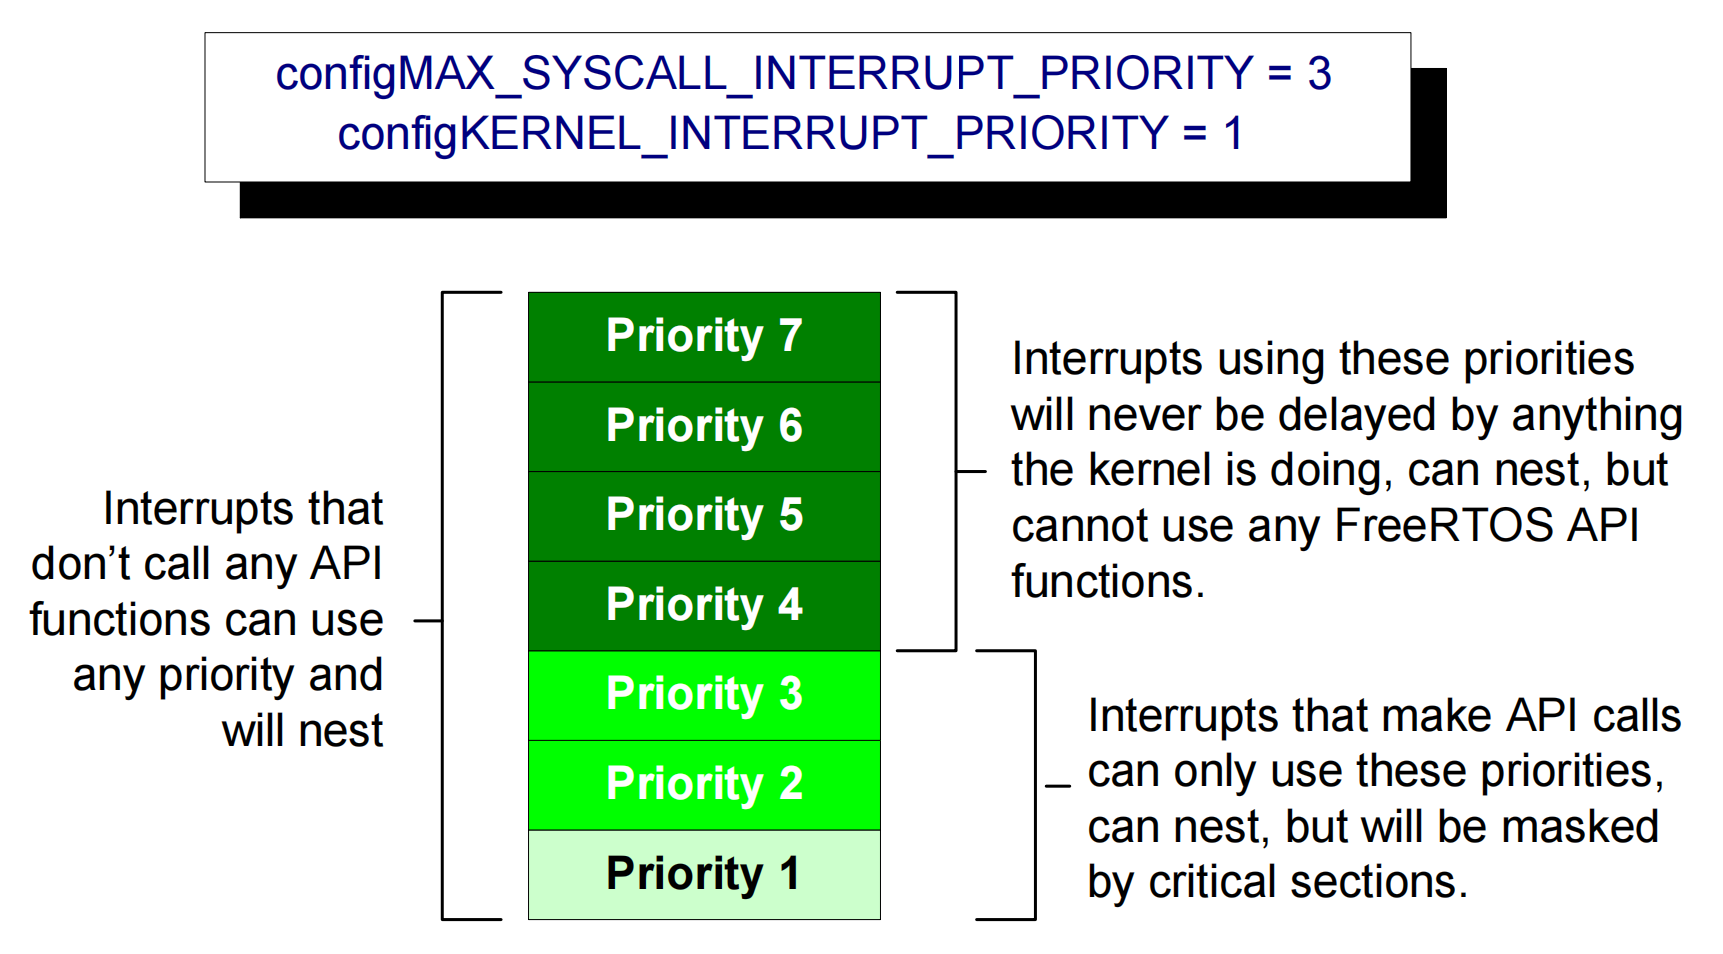 configMAX_SYSCALL_INTERRUPT_PRIORITY = 3
configKERNEL_INTERRUPT_PRIORITY = 1
Interrupts that
don’t call any API
functions can use
any priority and
will nest
Priority 7
Priority 6
Priority 5
Priority 4
Priority 3
Priority 2
Priority 1
Interrupts using these priorities
will never be delayed by anything
the kernel is doing, can nest, but
cannot use any FreeRTOS API
functions.
Interrupts that make API calls
can only use these priorities,
can nest, but will be masked
by critical sections.